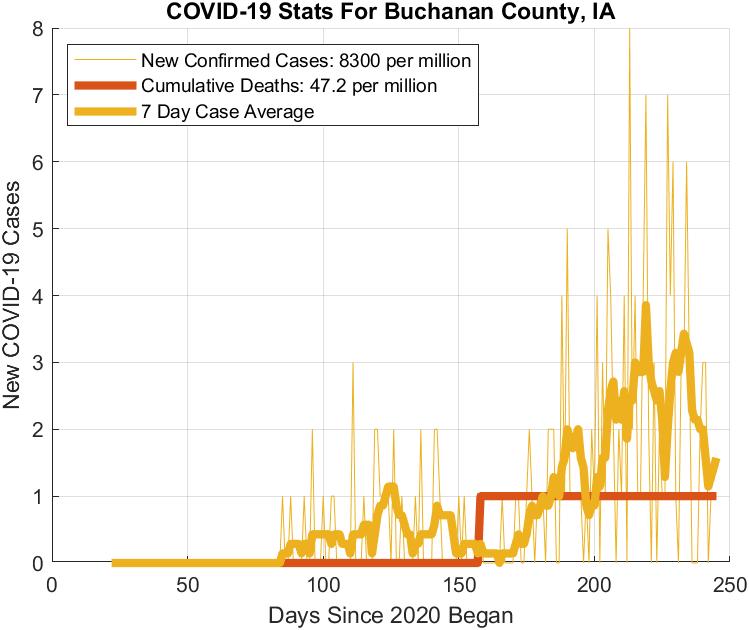 COVID-19 Stats For Buchanan County, IA
New Confirmed Cases: 8300 per million
Cumulative Deaths: 47.2 per million
7 Day Case Average
New COVID-19 Cases
8
7
6
5
4
3
2
1
0
0 50 100 150 200 250
Days Since 2020 Began